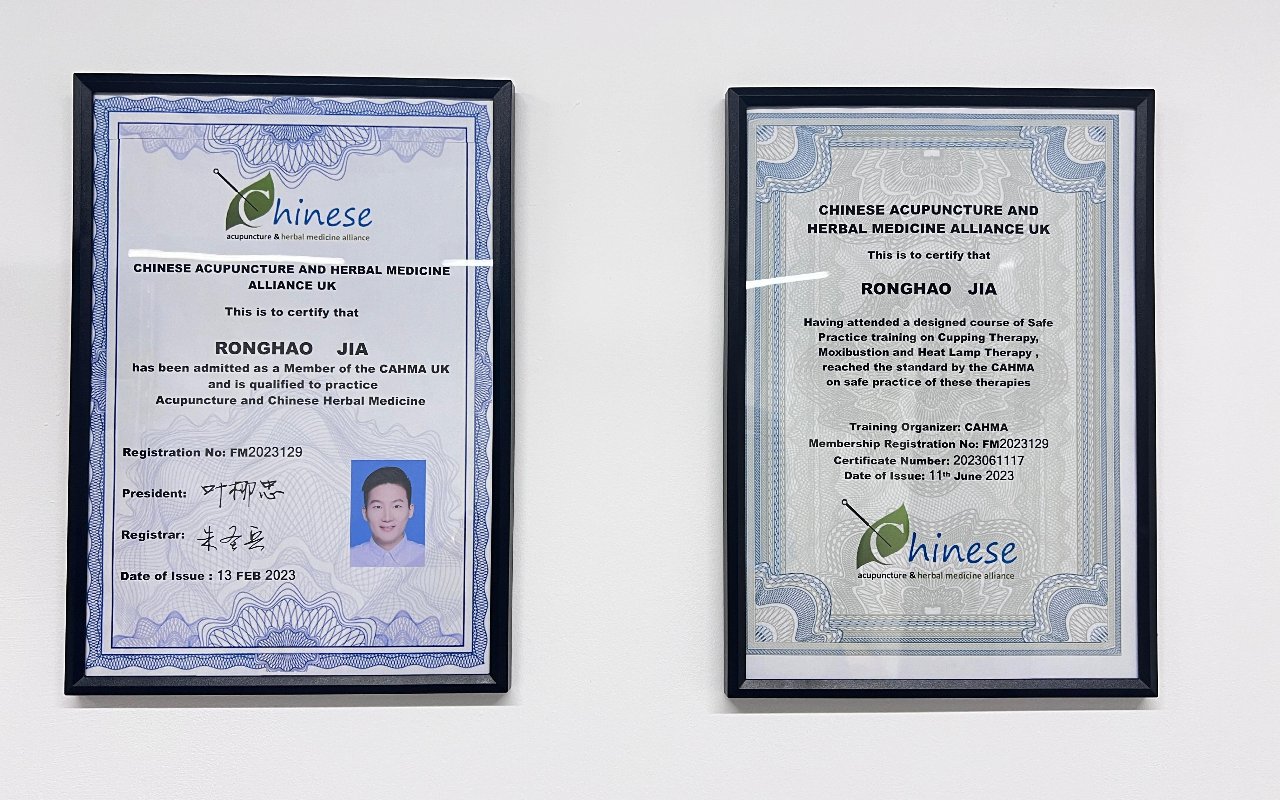 Chinese
acupuncture & herbal medicine alliance
CHINESE ACUPUNCTURE AND HERBAL MEDICINE
ALLIANCE UK
This is to certify that
RONGHAO JIA
has been admitted as a Member of the CAHMA UK
and is qualified to practice
Acupuncture and Chinese Herbal Medicine
Registration No: FM2023129
President: 叶柳忠
Registrar:
Date of Issue : 13 FEB 2023
CHINESE ACUPUNCTURE AND
HERBAL MEDICINE ALLIANCE UK
This is to certify that
RONGHAO JIA
Having attended a designed course of Safe
Practice training on Cupping Therapy,
Moxibustion and Heat Lamp Therapy ,
reached the standard by the CAHMA
on safe practice of these therapies
Training Organizer: CAHMA
Membership Registration No: FM2023129
Certificate Number: 2023061117
Date of Issue: 11th June 2023
Chinese
acupuncture & herbal medicine alliance